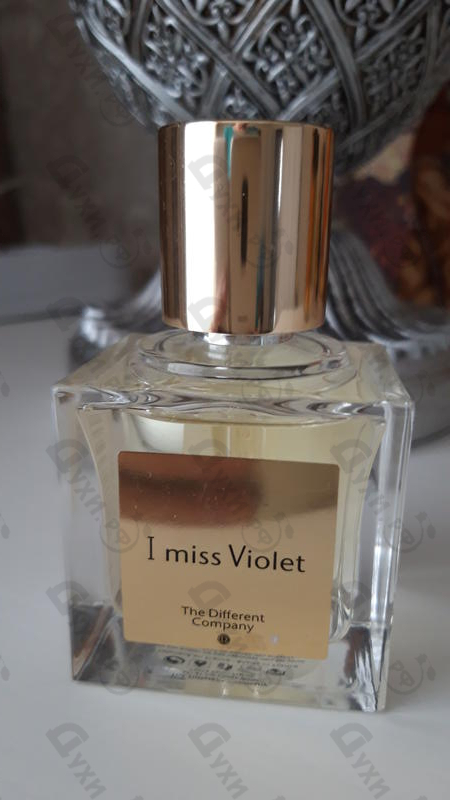 I miss Violet
The Different
Company